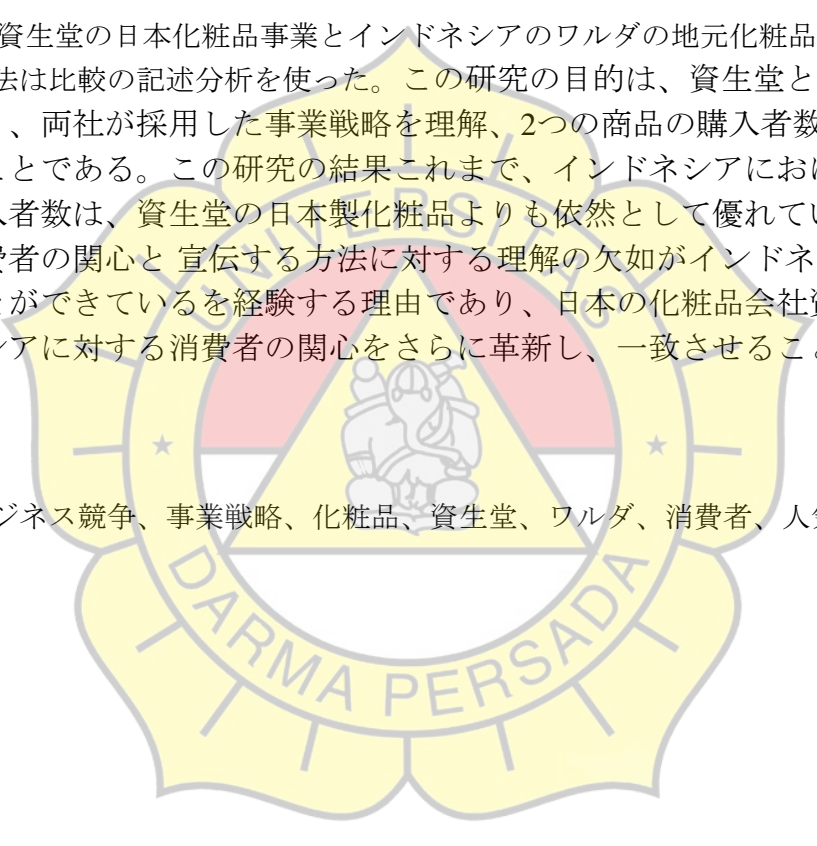 資生堂の日本化粧品事業とインドネシアのワルダの地元化粧品
法は比較の記述分析を使った。この研究の目的は、資生堂と
、両社が採用した事業戦略を理解、2つの商品の購入者数
ことである。この研究の結果これまで、インドネシアにおけ
入者数は、資生堂の日本製化粧品よりも依然として優れてい
費者の関心と 宣伝する方法に対する理解の欠如がインドネ
とができているを経験する理由であり、日本の化粧品会社資
シアに対する消費者の関心をさらに革新し、一致させること
ジネス競争、事業戦略、化粧品、資生堂、ワルダ、消費者、人気
UNIVERSITAS
DARMA PERSADA